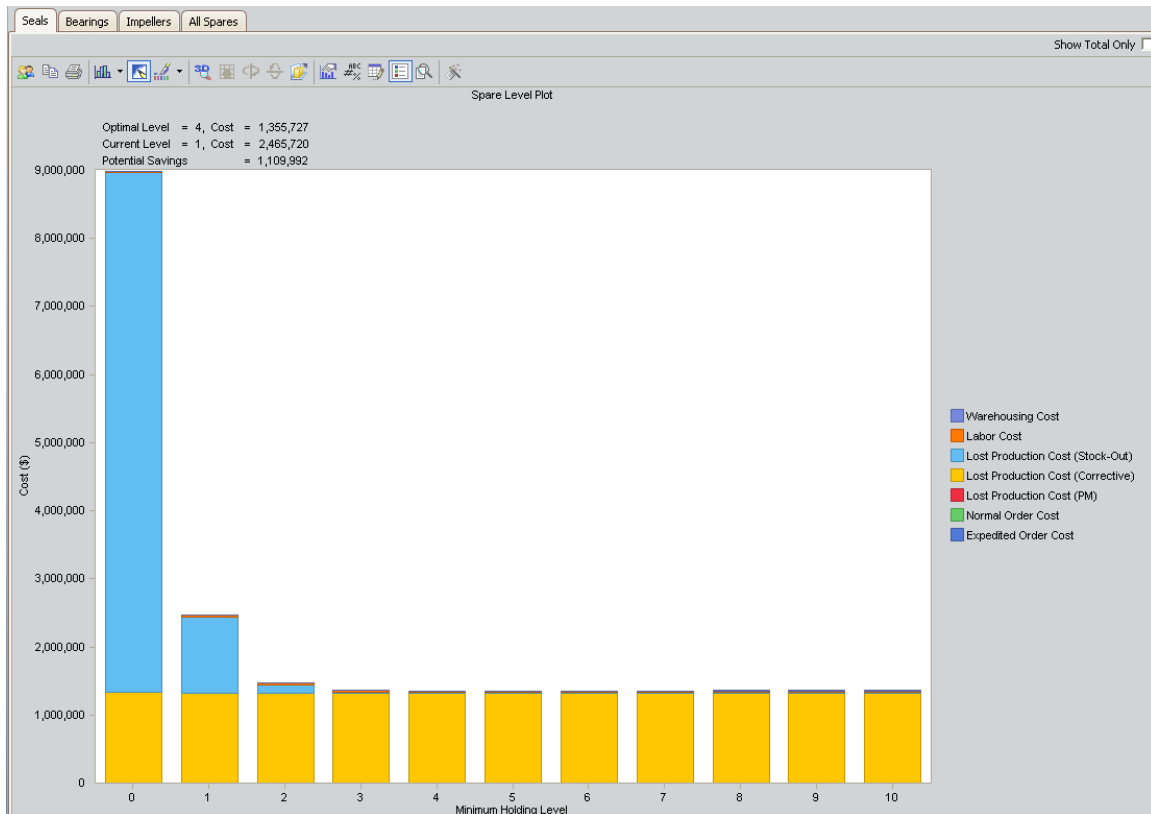 Seals Bearings Impellers All Spares
Show Total Only
3D ABC #%
Spare Level Plot
Optimal Level = 4, Cost = 1,355,727
Current Level = 1, Cost = 2,465,720
Potential Savings = 1,109,992
9,000,000
8,000,000
7,000,000
6,000,000
5,000,000
4,000,000
3,000,000
2,000,000
1,000,000
0
Cost ($)
Warehousing Cost
Labor Cost
Lost Production Cost (Stock-Out)
Lost Production Cost (Corrective)
Lost Production Cost (PM)
Normal Order Cost
Expedited Order Cost
0 1 2 3 4 5 6 7 8 9 10
Minimum Holding Level